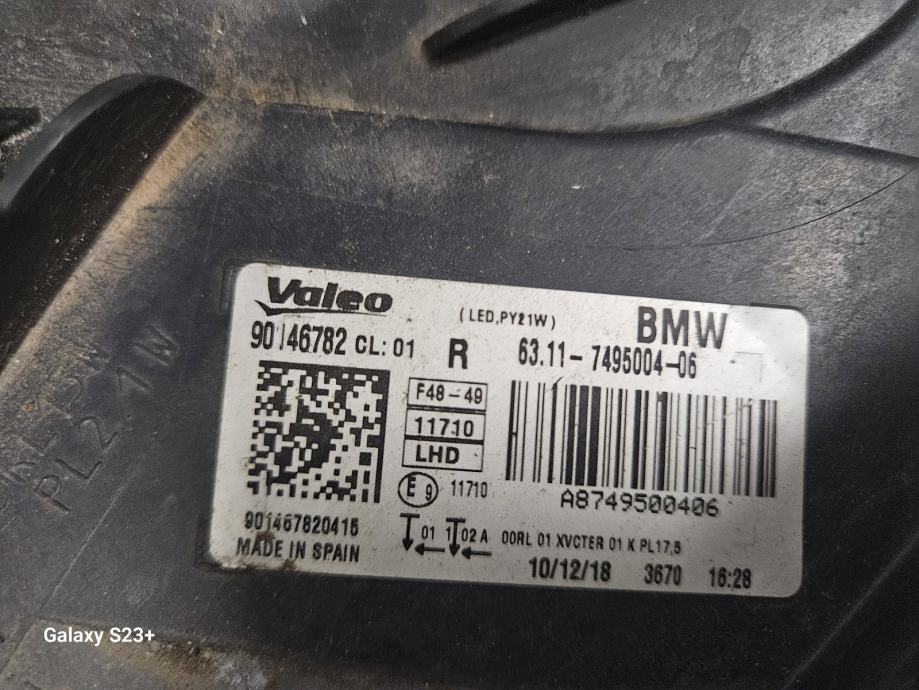 Valeo
(LED,PY21W)
BMW
90146782 CL: 01
R
63.11-7495004-06
F48-49
11710
LHD
E9 11710
A8749500406
901467820415
MADE IN SPAIN
01 1 02 A 00RL 01 XVCTER 01 K PL17,5
10/12/18 3670 16:28
Galaxy S23+